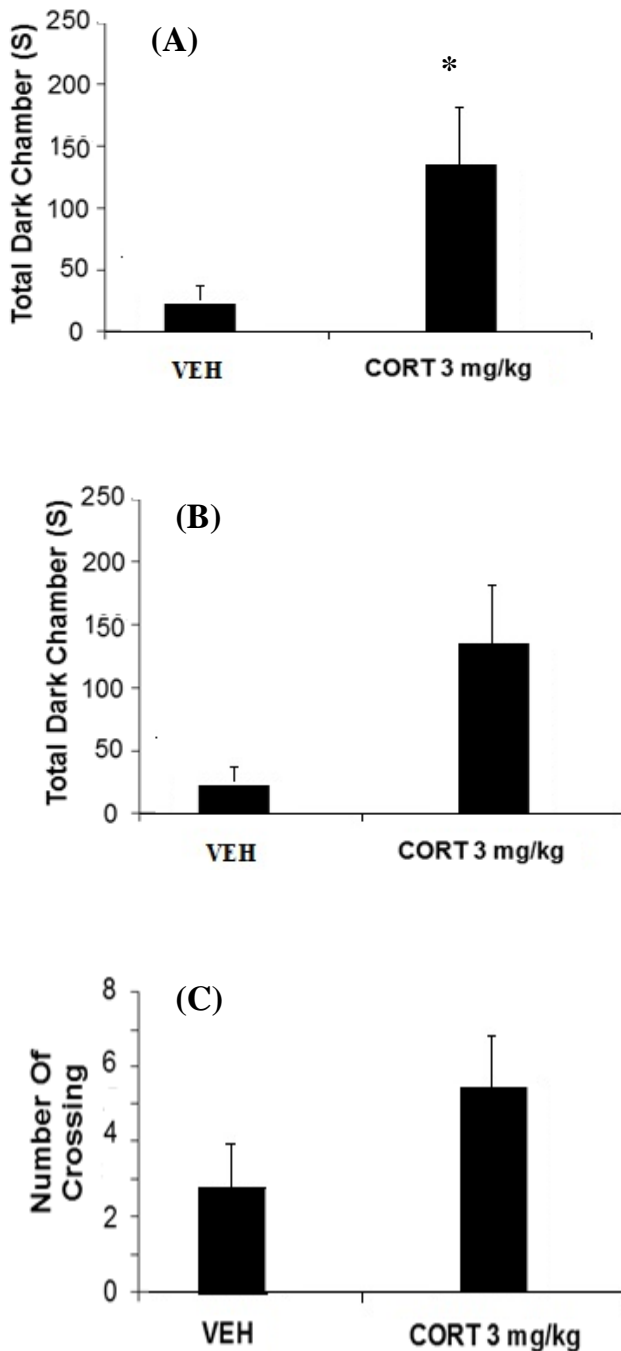 250
(A)
200
*
150
100
50
0
Total Dark Chamber (S)
VEH
CORT 3 mg/kg
250
(B)
200
150
100
50
0
Total Dark Chamber (S)
VEH
CORT 3 mg/kg
8
(C)
6
4
2
0
Number Of
Crossing
VEH
CORT 3 mg/kg